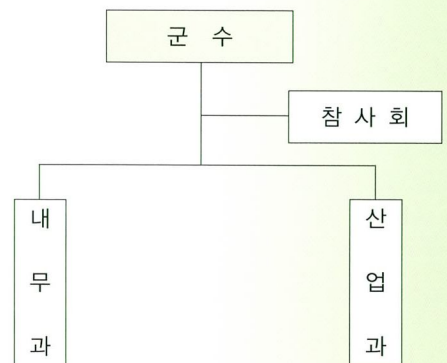 군 수
참 사 회
내 무 과
산 업 과